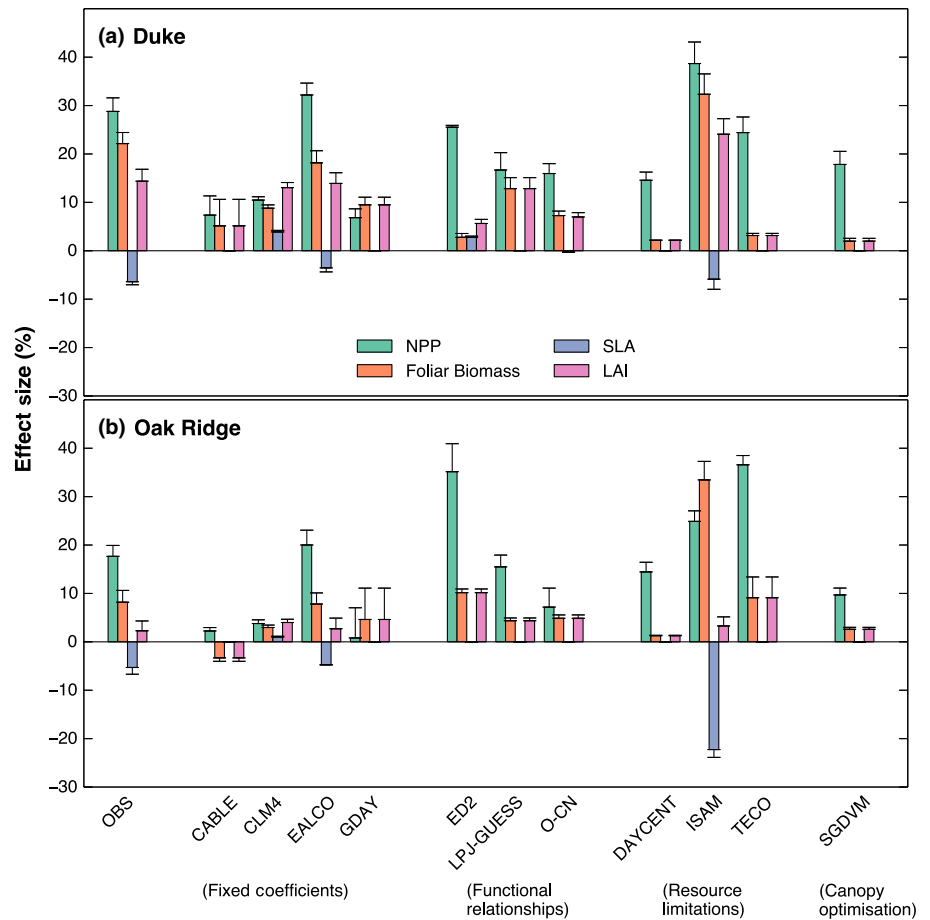 (a) Duke
40
30
20
10
0
−10
−20
−30
NPP
SLA
Foliar Biomass
LAI
Effect size (%)
(b) Oak Ridge
40
30
20
10
0
−10
−20
−30
OBS
CABLE
CLM4
EALCO
GDAY
ED2
LPJ-GUESS
O-CN
DAYCENT
ISAM
TECO
SGDVM
(Fixed coefficients)
(Functional
relationships)
(Resource
limitations)
(Canopy
optimisation)